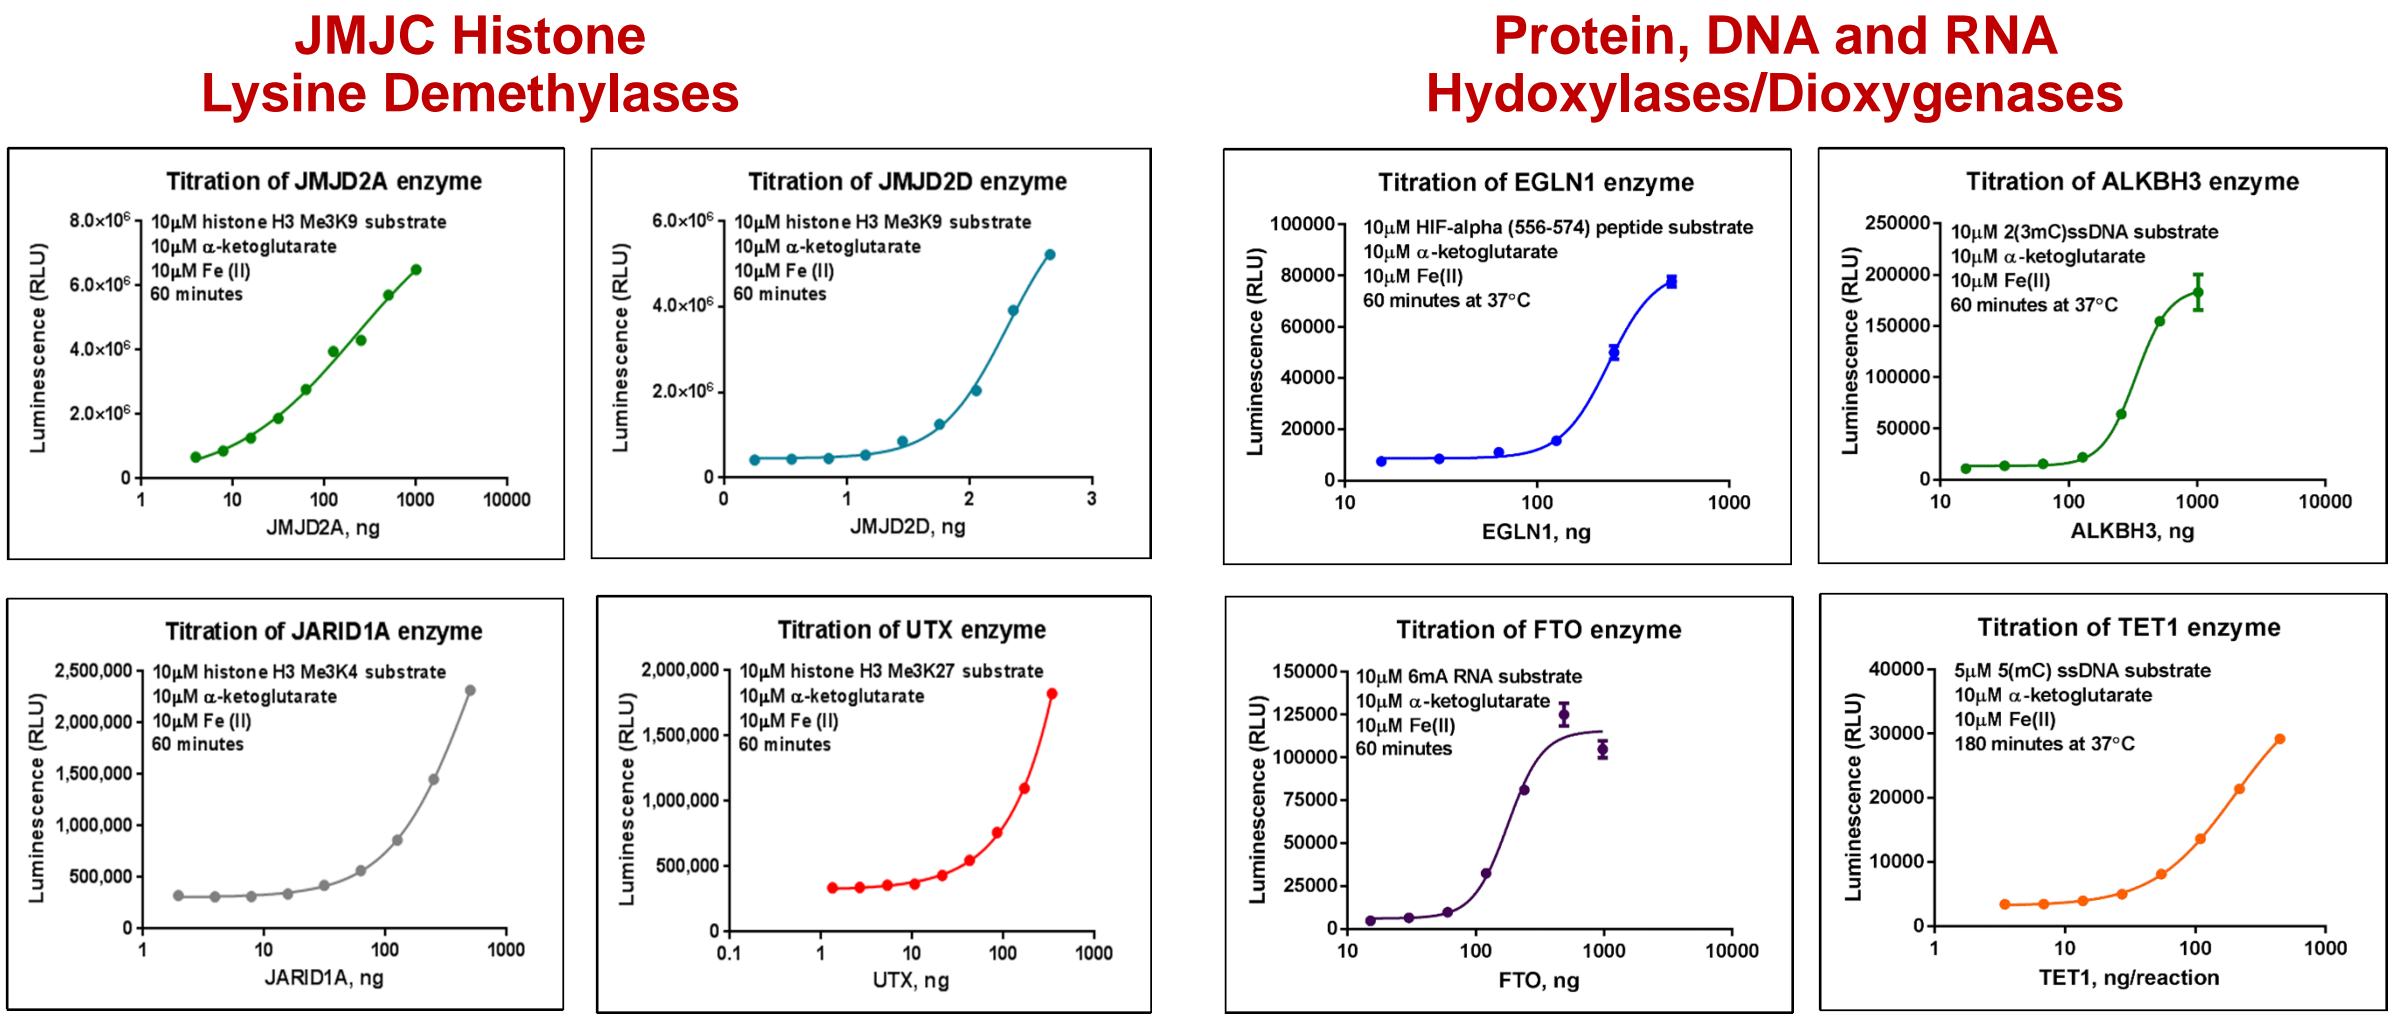 JMJC Histone
Lysine Demethylases
Protein, DNA and RNA
Hydoxylases/Dioxygenases
Titration of JMJD2A enzyme
10μM histone H3 Me3K9 substrate
10μM α-ketoglutarate
10μM Fe (II)
60 minutes
Luminescence (RLU)
8.0×10⁶
6.0×10⁶
4.0×10⁶
2.0×10⁶
0
1 10 100 1000 10000
JMJD2A, ng
Titration of JMJD2D enzyme
10μM histone H3 Me3K9 substrate
10μM α-ketoglutarate
10μM Fe (II)
60 minutes
Luminescence (RLU)
6.0×10⁶
4.0×10⁶
2.0×10⁶
0
0 1 2 3
JMJD2D, ng
Titration of EGLN1 enzyme
10μM HIF-alpha (556-574) peptide substrate
10μM α-ketoglutarate
10μM Fe(II)
60 minutes at 37°C
Luminescence (RLU)
100000
80000
60000
40000
20000
0
10 100 1000
EGLN1, ng
Titration of ALKBH3 enzyme
10μM 2(3mC)ssDNA substrate
10μM α-ketoglutarate
10μM Fe(II)
60 minutes at 37°C
Luminescence (RLU)
250000
200000
150000
100000
50000
0
10 100 1000 10000
ALKBH3, ng
Titration of JARID1A enzyme
10μM histone H3 Me3K4 substrate
10μM α-ketoglutarate
10μM Fe (II)
60 minutes
Luminescence (RLU)
2,500,000
2,000,000
1,500,000
1,000,000
500,000
0
1 10 100 1000
JARID1A, ng
Titration of UTX enzyme
10μM histone H3 Me3K27 substrate
10μM α-ketoglutarate
10μM Fe (II)
60 minutes
Luminescence (RLU)
2,000,000
1,500,000
1,000,000
500,000
0
0.1 1 10 100 1000
UTX, ng
Titration of FTO enzyme
10μM 6mA RNA substrate
10μM α-ketoglutarate
10μM Fe(II)
60 minutes
Luminescence (RLU)
150000
125000
100000
75000
50000
25000
0
10 100 1000 10000
FTO, ng
Titration of TET1 enzyme
5μM 5(mC) ssDNA substrate
10μM α-ketoglutarate
10μM Fe(II)
180 minutes at 37°C
Luminescence (RLU)
40000
30000
20000
10000
0
1 10 100 1000
TET1, ng/reaction